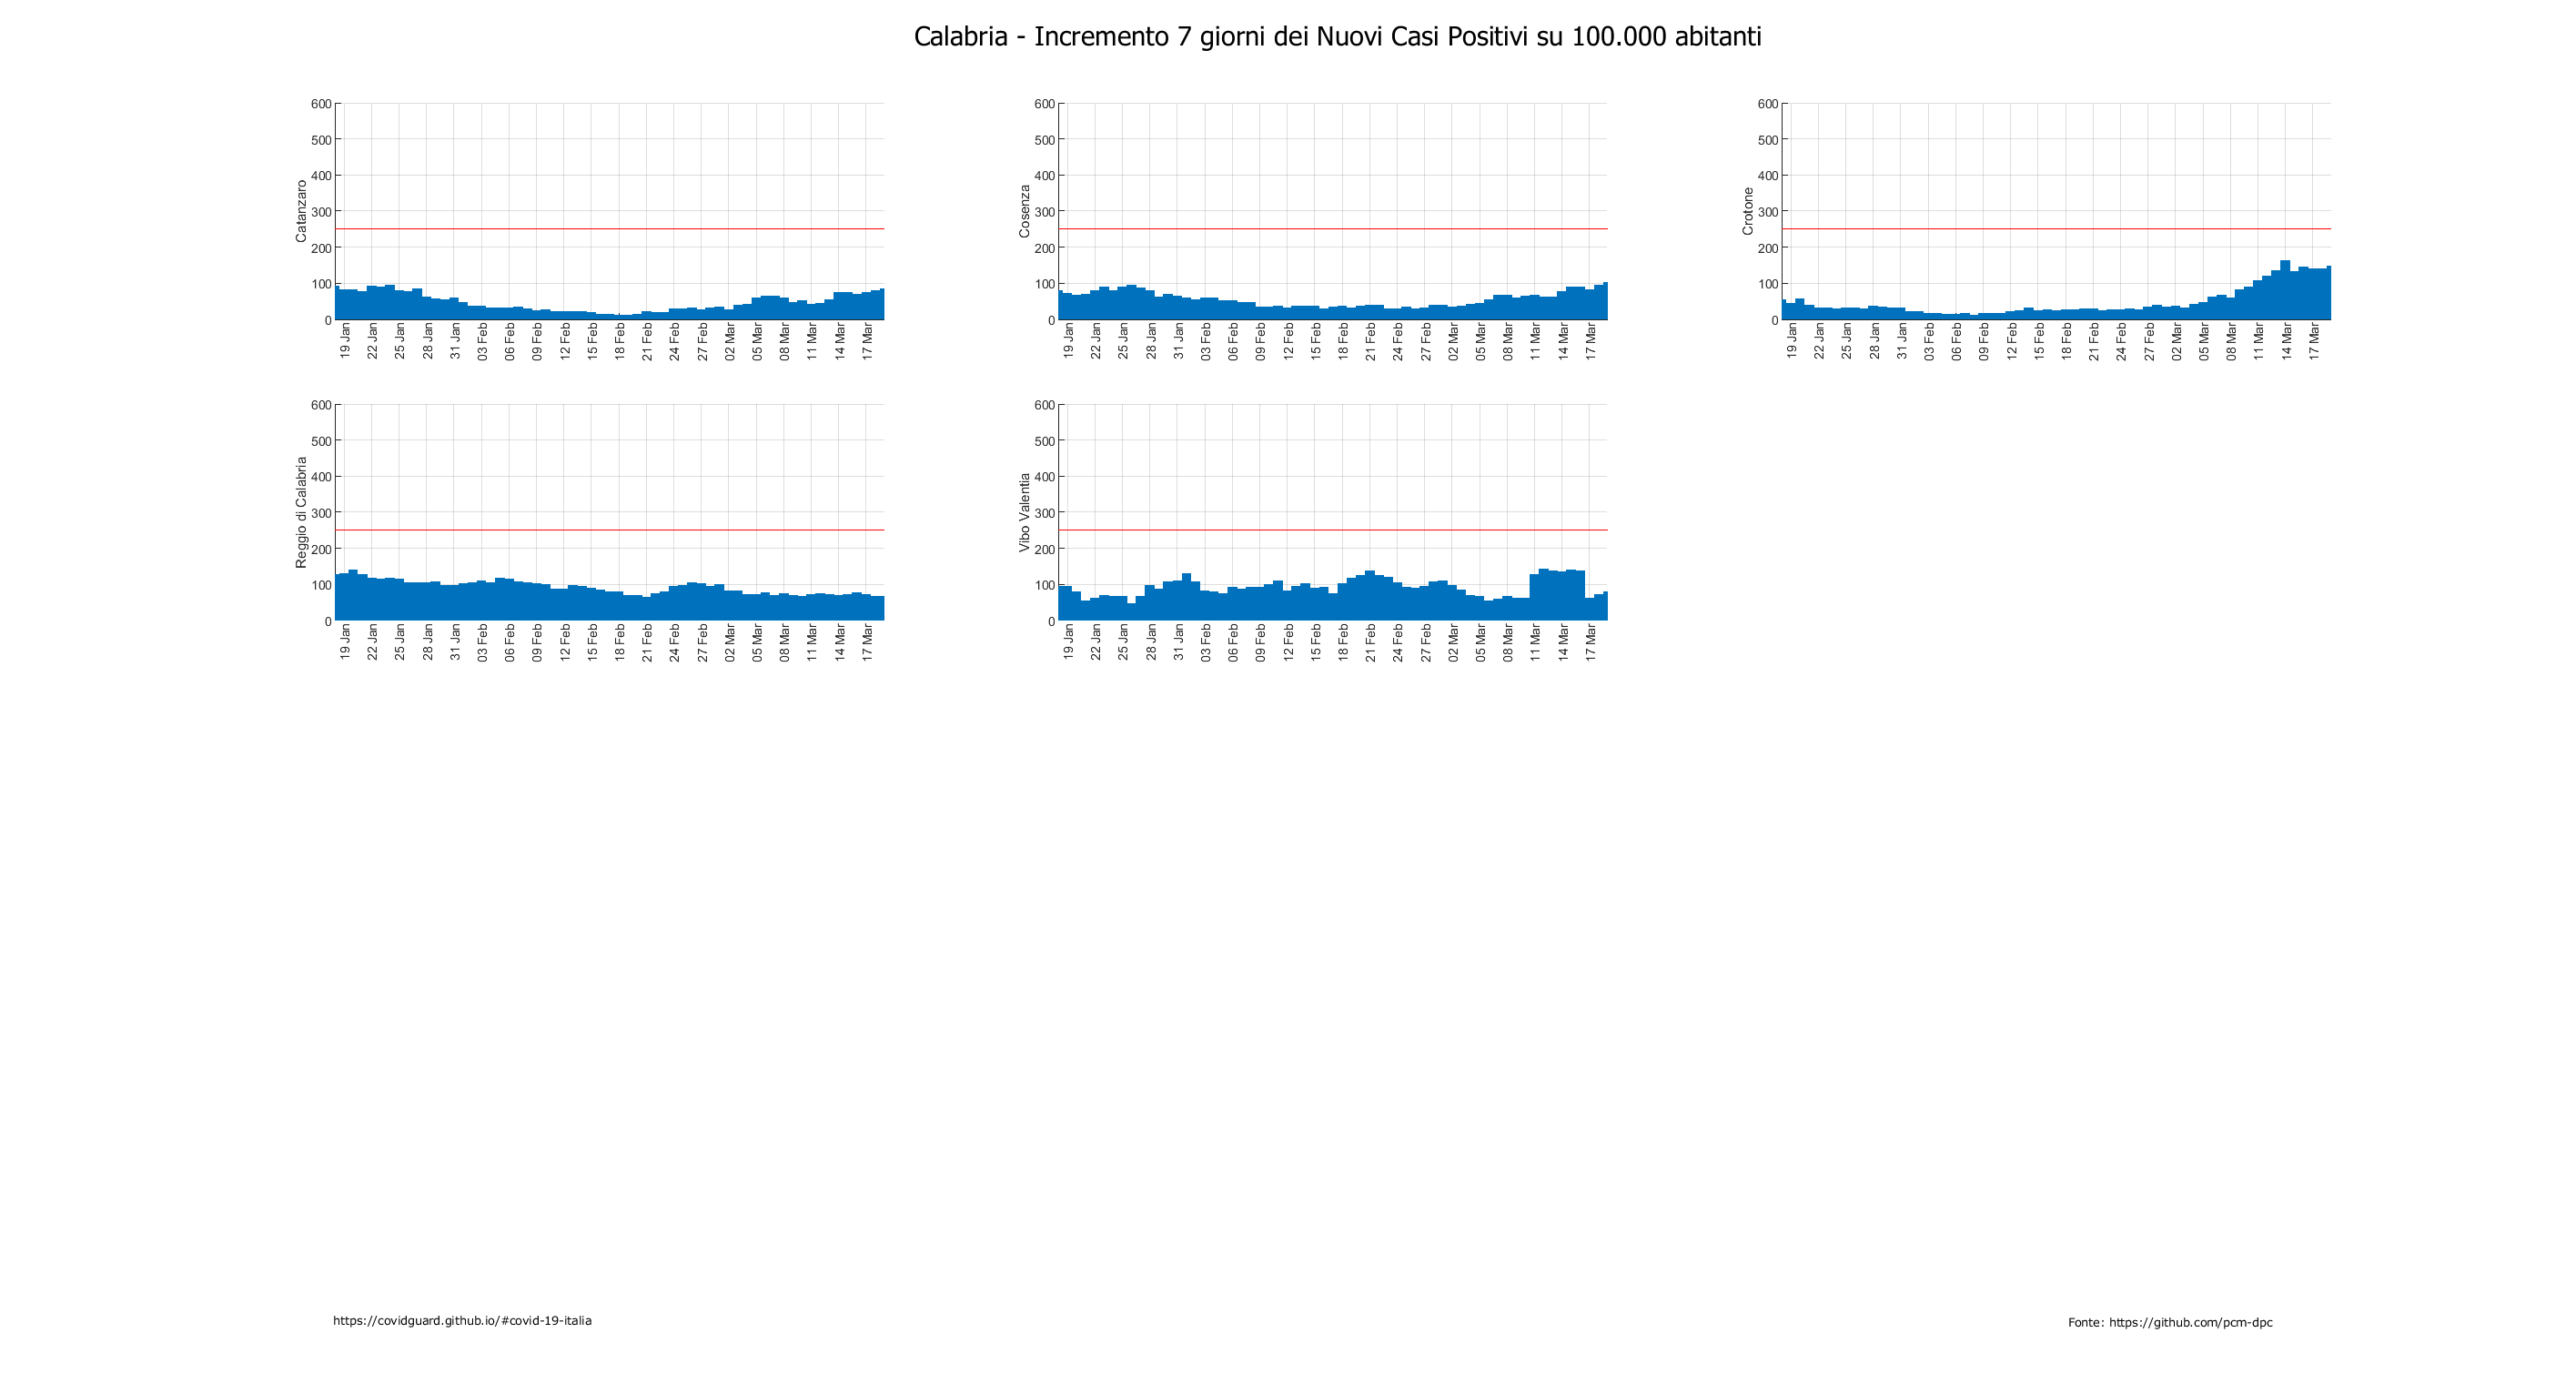 Calabria - Incremento 7 giorni dei Nuovi Casi Positivi su 100.000 abitanti
Catanzaro
600
500
400
300
200
100
0
19 Jan 22 Jan 25 Jan 28 Jan 31 Jan 03 Feb 06 Feb 09 Feb 12 Feb 15 Feb 18 Feb 21 Feb 24 Feb 27 Feb 02 Mar 05 Mar 08 Mar 11 Mar 14 Mar 17 Mar
Cosenza
600
500
400
300
200
100
0
19 Jan 22 Jan 25 Jan 28 Jan 31 Jan 03 Feb 06 Feb 09 Feb 12 Feb 15 Feb 18 Feb 21 Feb 24 Feb 27 Feb 02 Mar 05 Mar 08 Mar 11 Mar 14 Mar 17 Mar
Crotone
600
500
400
300
200
100
0
19 Jan 22 Jan 25 Jan 28 Jan 31 Jan 03 Feb 06 Feb 09 Feb 12 Feb 15 Feb 18 Feb 21 Feb 24 Feb 27 Feb 02 Mar 05 Mar 08 Mar 11 Mar 14 Mar 17 Mar
Reggio di Calabria
600
500
400
300
200
100
0
19 Jan 22 Jan 25 Jan 28 Jan 31 Jan 03 Feb 06 Feb 09 Feb 12 Feb 15 Feb 18 Feb 21 Feb 24 Feb 27 Feb 02 Mar 05 Mar 08 Mar 11 Mar 14 Mar 17 Mar
Vibo Valentia
600
500
400
300
200
100
0
19 Jan 22 Jan 25 Jan 28 Jan 31 Jan 03 Feb 06 Feb 09 Feb 12 Feb 15 Feb 18 Feb 21 Feb 24 Feb 27 Feb 02 Mar 05 Mar 08 Mar 11 Mar 14 Mar 17 Mar
https://covidguard.github.io/#covid-19-italia
Fonte: https://github.com/pcm-dpc